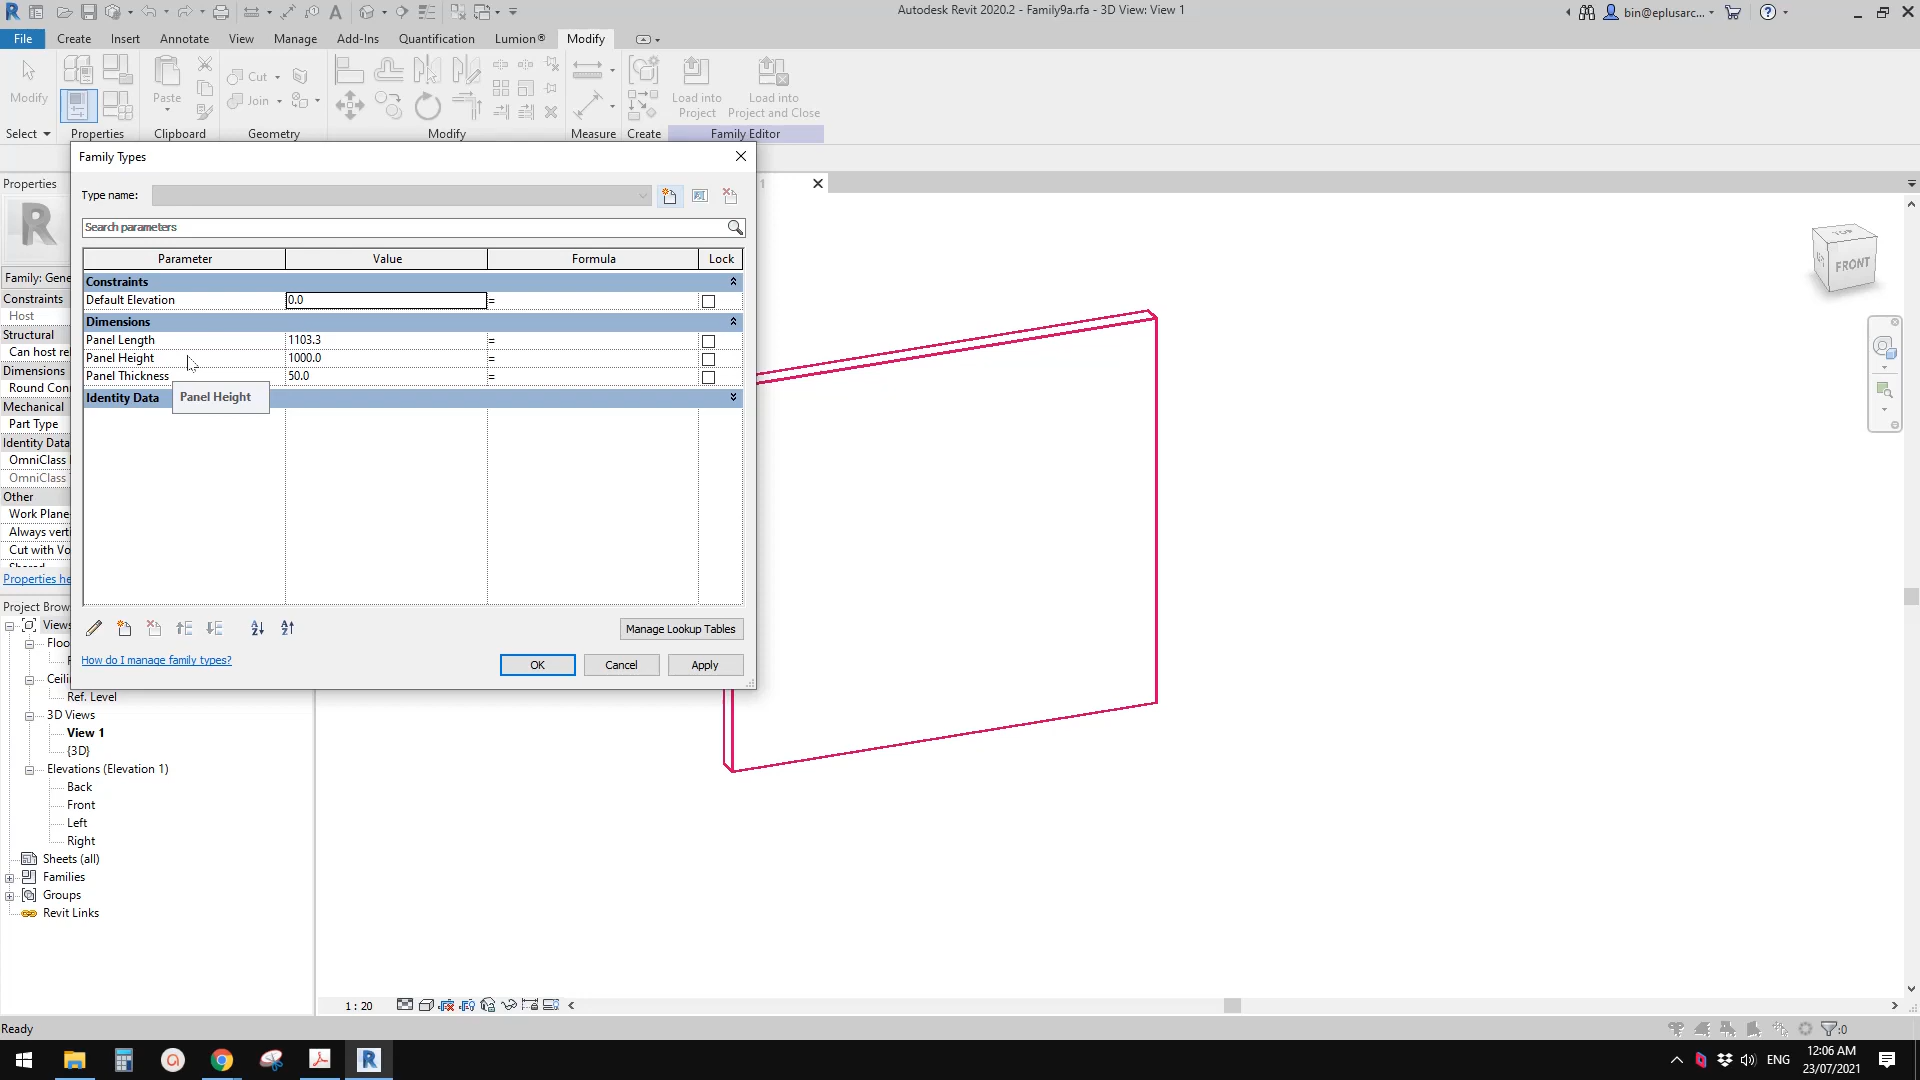 Autodesk Revit 2020.2 - Family9a.rfa - 3D View: View 1
bin@eplusarc...
File Create Insert Annotate View Manage Add-Ins Quantification Lumion® Modify
Modify
Paste
Cut
Join
Load into Project
Load into Project and Close
Select Properties Clipboard Geometry Modify Measure Create Family Editor
Family Types
Type name:
Search parameters
Parameter Value Formula Lock
Constraints
Default Elevation 0.0 =
Dimensions
Panel Length 1103.3 =
Panel Height 1000.0 =
Panel Thickness 50.0 =
Identity Data
Panel Height
Manage Lookup Tables
How do I manage family types?
OK Cancel Apply
1
TOP
FRONT
Properties
Family: Gene
Constraints
Host
Structural
Can host re
Dimensions
Round Con
Mechanical
Part Type
Identity Data
OmniClass
OmniClass
Other
Work Plane
Always verti
Cut with Vo
Properties he
Project Brow
Views
Floo
Ceili
Ref. Level
3D Views
View 1
{3D}
Elevations (Elevation 1)
Back
Front
Left
Right
Sheets (all)
Families
Groups
Revit Links
1 : 20
Ready
:0
ENG
12:06 AM
23/07/2021